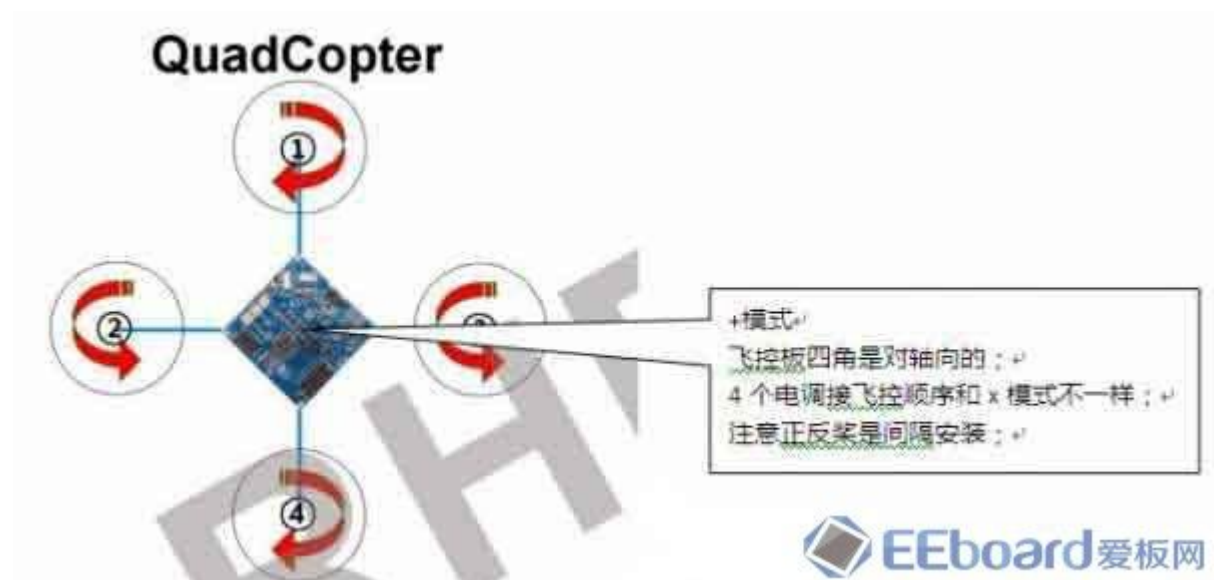 QuadCopter
①
②
③
+模式
飞控板四角是对轴向的；
4 个电调接飞控顺序和 x 模式不一样；
注意正反桨是间隔安装；
④
EEboard爱板网